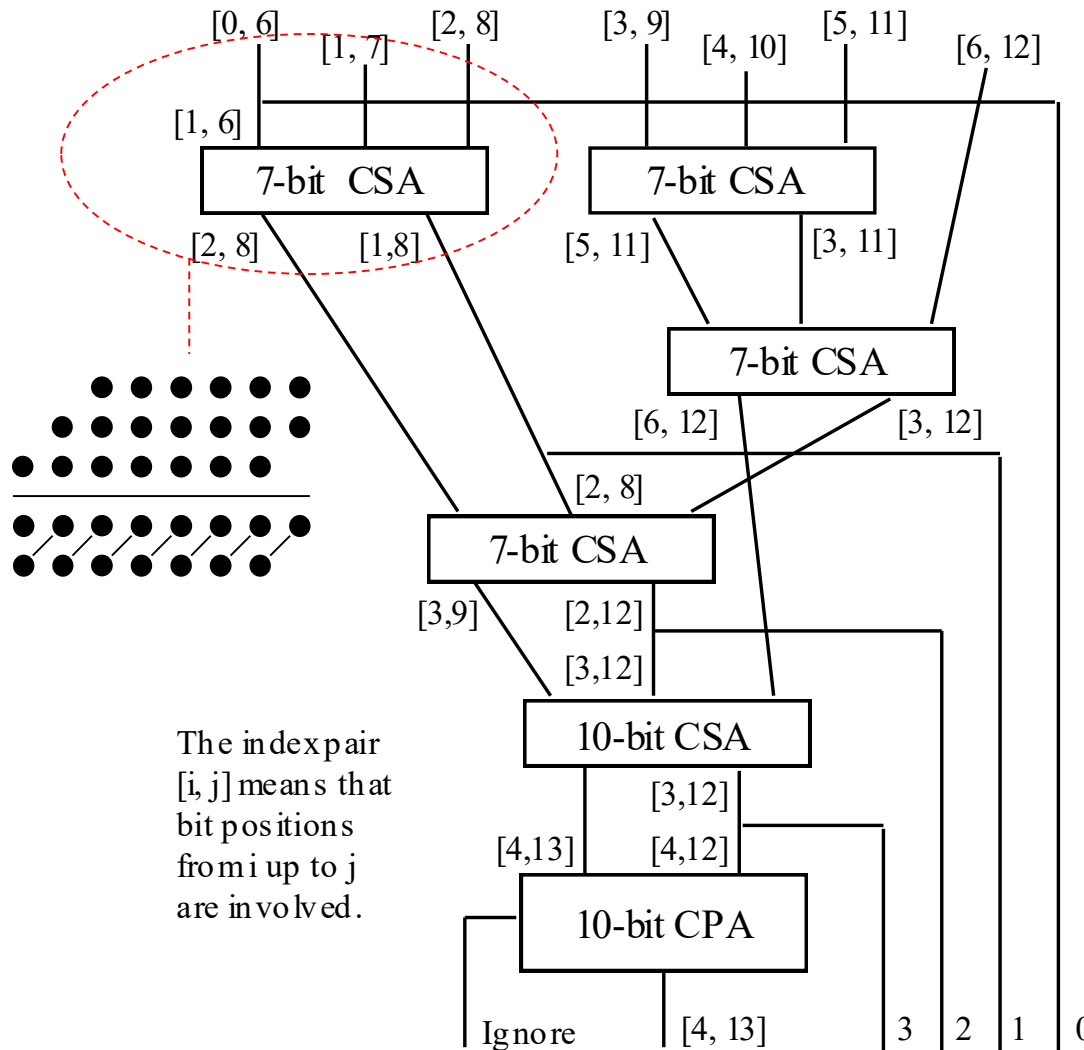 [0, 6]
[1, 7]
[2, 8]
[3, 9]
[4, 10]
[5, 11]
[6, 12]
[1, 6]
7-bit CSA
7-bit CSA
[2, 8]
[1,8]
[5, 11]
[3, 11]
7-bit CSA
[6, 12]
[3, 12]
[2, 8]
7-bit CSA
[3,9]
[2,12]
[3,12]
10-bit CSA
The index pair
[i, j] means that
bit positions
from i up to j
are involved.
[3,12]
[4,13]
[4,12]
10-bit CPA
Ignore
[4, 13]
3
2
1
0